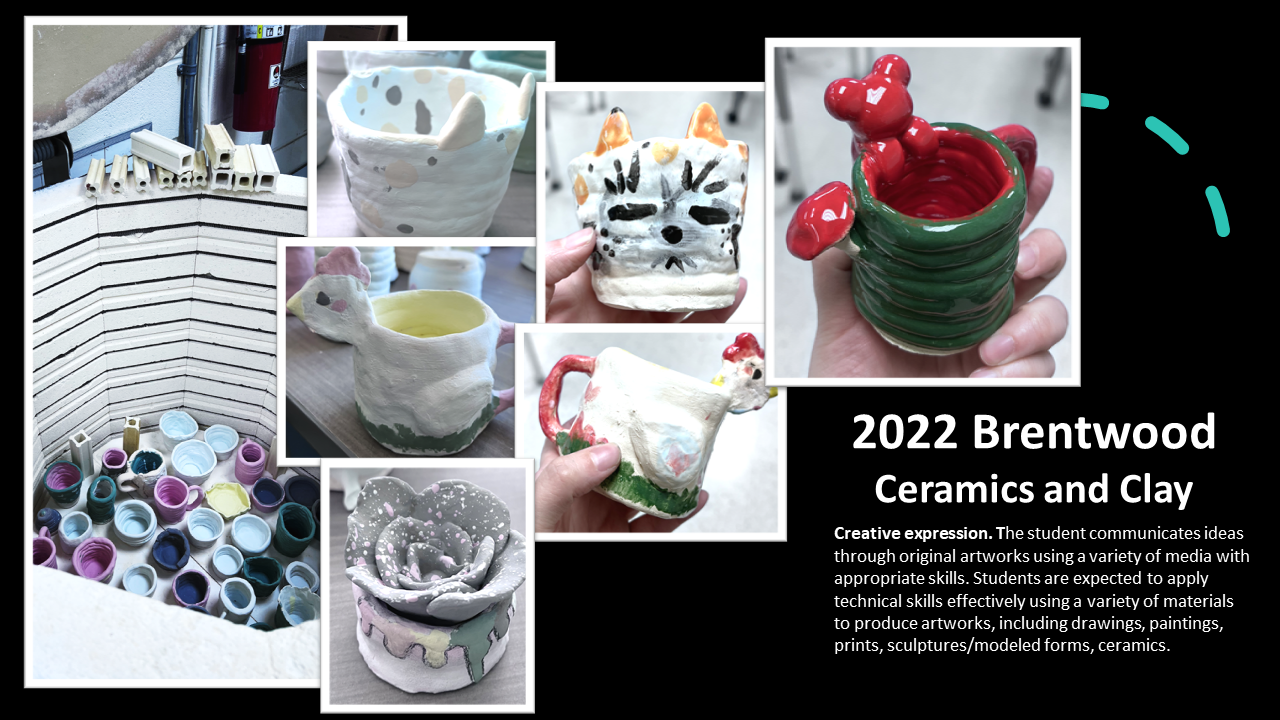 2022 Brentwood
Ceramics and Clay
Creative expression. The student communicates ideas
through original artworks using a variety of media with
appropriate skills. Students are expected to apply
technical skills effectively using a variety of materials
to produce artworks, including drawings, paintings,
prints, sculptures/modeled forms, ceramics.